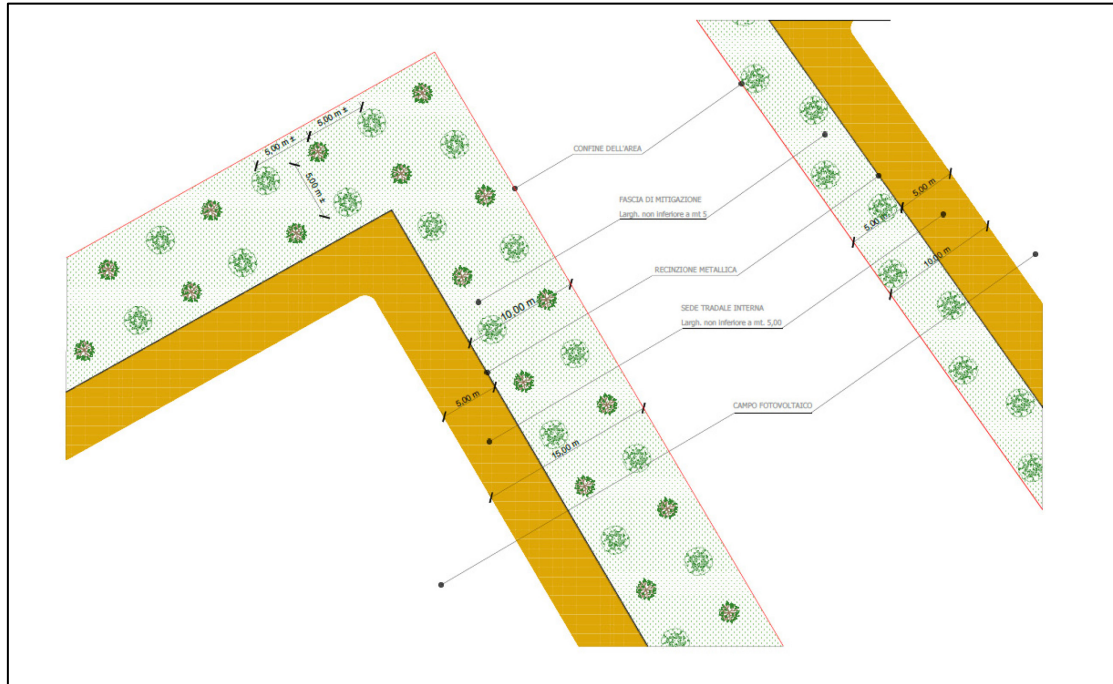 5,00 m ±
5,00 m ±
5,00 m ±
CONFINE DELL'AREA
FASCIA DI MITIGAZIONE
Largh. non inferiore a mt 5
RECINZIONE METALLICA
SEDE TRADALE INTERNA
Largh. non inferiore a mt. 5,00
CAMPO FOTOVOLTAICO
10,00 m
5,00 m
15,00 m
5,00 m
5,00 m
10,00 m